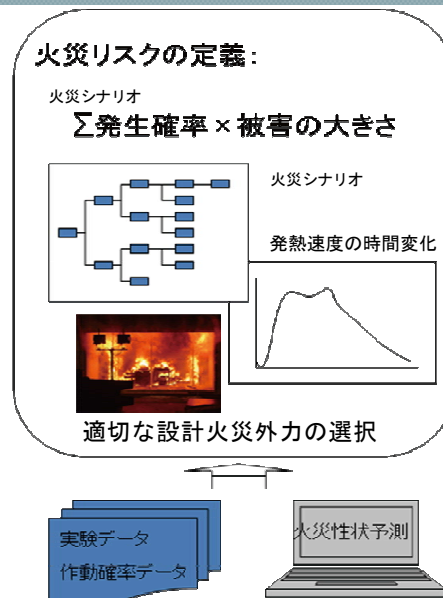 火災リスクの定義：
火災シナリオ
Σ発生確率×被害の大きさ
火災シナリオ
発熱速度の時間変化
適切な設計火災外力の選択
実験データ
作動確率データ
火災性状予測